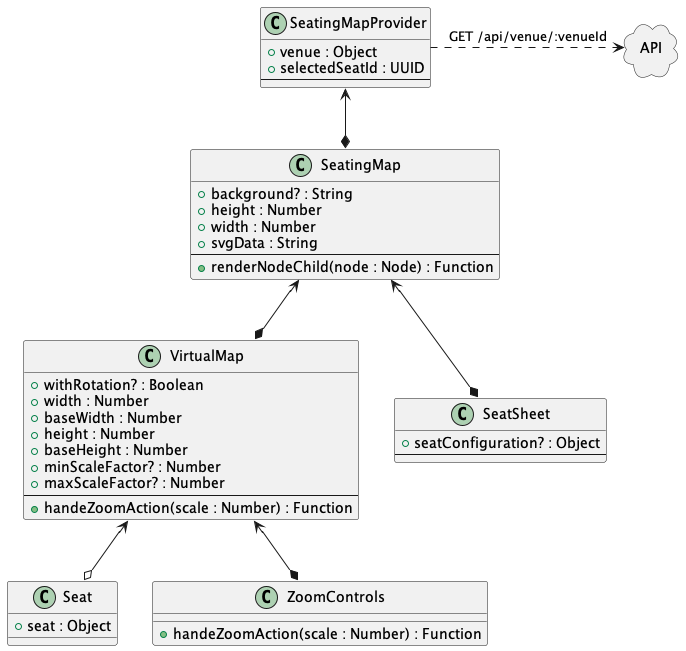 C SeatingMapProvider
venue : Object
selectedSeatId : UUID
GET /api/venue/:venueId
API
C SeatingMap
background? : String
height : Number
width : Number
svgData : String
renderNodeChild(node : Node) : Function
C VirtualMap
withRotation? : Boolean
width : Number
baseWidth : Number
height : Number
baseHeight : Number
minScaleFactor? : Number
maxScaleFactor? : Number
handeZoomAction(scale : Number) : Function
C SeatSheet
seatConfiguration? : Object
C Seat
seat : Object
C ZoomControls
handeZoomAction(scale : Number) : Function